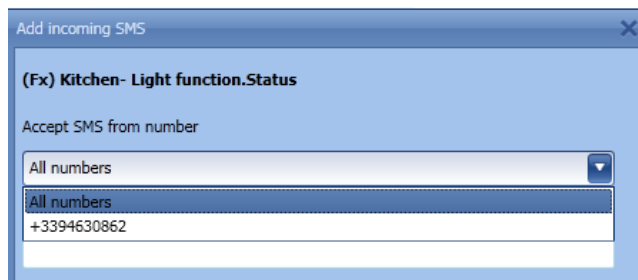 Add incoming SMS
(Fx) Kitchen- Light function.Status
Accept SMS from number
All numbers
All numbers
+3394630862